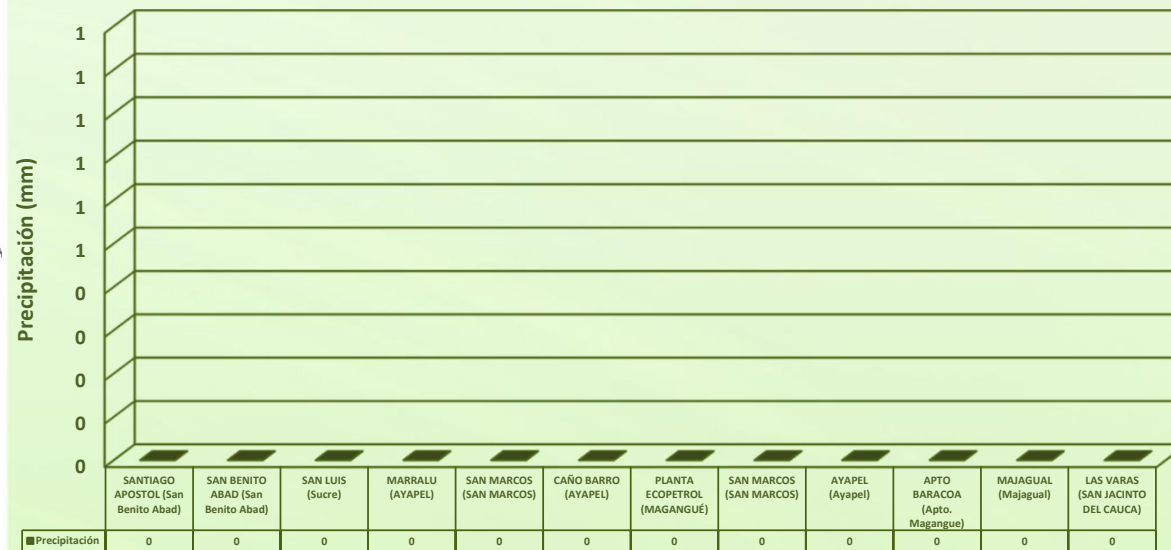 Precipitación (mm)
1
1
1
1
1
1
0
0
0
0
0
SANTIAGO APOSTOL (San Benito Abad)
SAN BENITO ABAD (San Benito Abad)
SAN LUIS (Sucre)
MARRALU (AYAPEL)
SAN MARCOS (SAN MARCOS)
CAÑO BARRO (AYAPEL)
PLANTA ECOPETROL (MAGANGUÉ)
SAN MARCOS (SAN MARCOS)
AYAPEL (Ayapel)
APTO BARACOA (Apto. Magangue)
MAJAGUAL (Majagual)
LAS VARAS (SAN JACINTO DEL CAUCA)
Precipitación 0 0 0 0 0 0 0 0 0 0 0 0